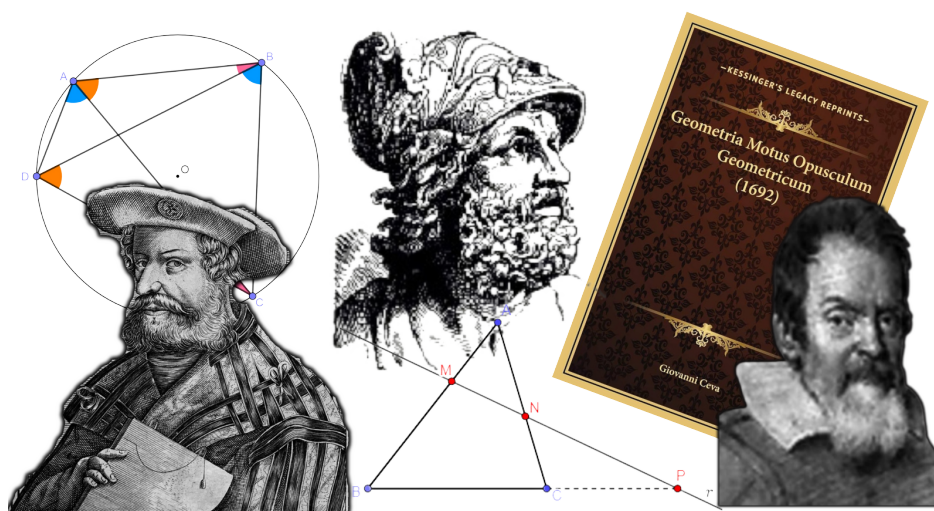 A
B
D
O
C
—KESSINGER'S LEGACY REPRINTS—
Geometria Motus Opusculum
Geometricum
(1692)
Giovanni Ceva
A
M
N
B
C
P
r